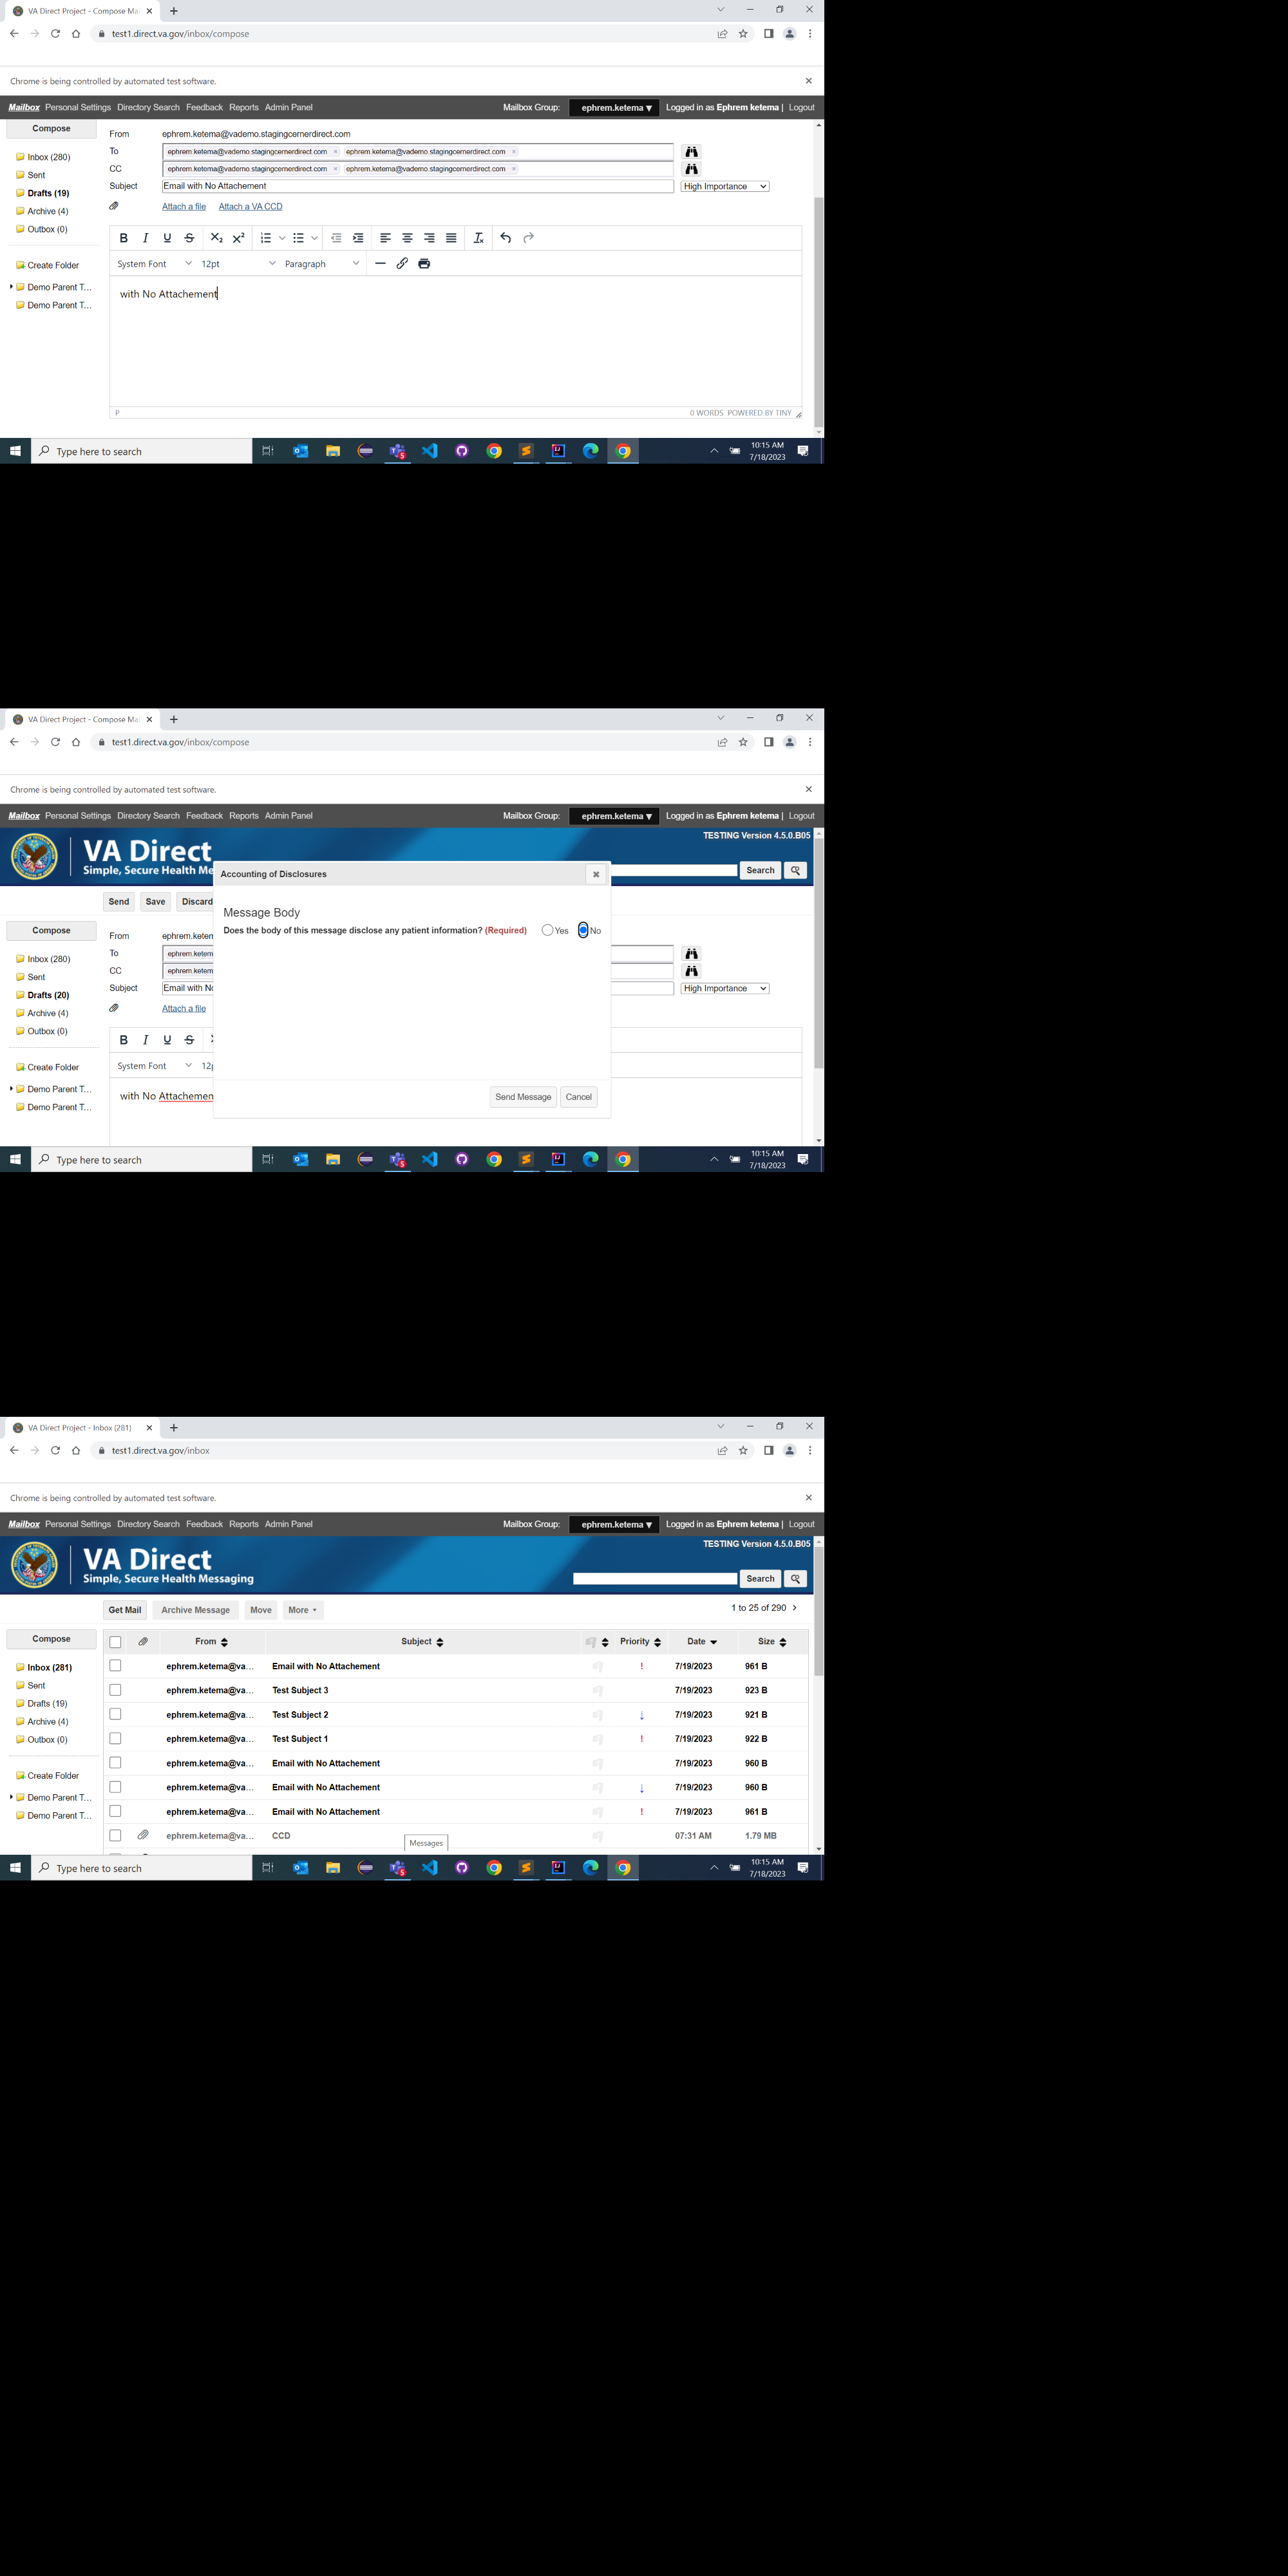 VA Direct Project - Compose Ma
test1.direct.va.gov/inbox/compose
Chrome is being controlled by automated test software.
Mailbox Personal Settings Directory Search Feedback Reports Admin Panel Mailbox Group: ephrem.ketema Logged in as Ephrem ketema | Logout
Compose
From ephrem.ketema@vademo.stagingcernerdirect.com
To ephrem.ketema@vademo.stagingcernerdirect.com × ephrem.ketema@vademo.stagingcernerdirect.com ×
CC ephrem.ketema@vademo.stagingcernerdirect.com × ephrem.ketema@vademo.stagingcernerdirect.com ×
Subject Email with No Attachement High Importance
Attach a file Attach a VA CCD
Inbox (280)
Sent
Drafts (19)
Archive (4)
Outbox (0)
Create Folder
Demo Parent T...
Demo Parent T...
System Font 12pt Paragraph
with No Attachement
P 0 WORDS POWERED BY TINY
Type here to search
10:15 AM
7/18/2023
VA Direct Project - Compose Ma
test1.direct.va.gov/inbox/compose
Chrome is being controlled by automated test software.
Mailbox Personal Settings Directory Search Feedback Reports Admin Panel Mailbox Group: ephrem.ketema Logged in as Ephrem ketema | Logout
TESTING Version 4.5.0.B05
VA Direct
Simple, Secure Health Me
Search
Accounting of Disclosures
Message Body
Does the body of this message disclose any patient information? (Required) Yes No
Send Message Cancel
Send Save Discard
Compose
From ephrem.keter
To ephrem.ketem
CC ephrem.ketem
Subject Email with No High Importance
Attach a file
Inbox (280)
Sent
Drafts (20)
Archive (4)
Outbox (0)
Create Folder
Demo Parent T...
Demo Parent T...
System Font 12p
with No Attachemen
Type here to search
10:15 AM
7/18/2023
VA Direct Project - Inbox (281)
test1.direct.va.gov/inbox
Chrome is being controlled by automated test software.
Mailbox Personal Settings Directory Search Feedback Reports Admin Panel Mailbox Group: ephrem.ketema Logged in as Ephrem ketema | Logout
TESTING Version 4.5.0.B05
VA Direct
Simple, Secure Health Messaging
Search
Get Mail Archive Message Move More 1 to 25 of 290
Compose
Inbox (281)
Sent
Drafts (19)
Archive (4)
Outbox (0)
Create Folder
Demo Parent T...
Demo Parent T...
From Subject Priority Date Size
ephrem.ketema@va... Email with No Attachement ! 7/19/2023 961 B
ephrem.ketema@va... Test Subject 3 7/19/2023 923 B
ephrem.ketema@va... Test Subject 2 ↓ 7/19/2023 921 B
ephrem.ketema@va... Test Subject 1 ! 7/19/2023 922 B
ephrem.ketema@va... Email with No Attachement 7/19/2023 960 B
ephrem.ketema@va... Email with No Attachement ↓ 7/19/2023 960 B
ephrem.ketema@va... Email with No Attachement ! 7/19/2023 961 B
ephrem.ketema@va... CCD 07:31 AM 1.79 MB
Messages
Type here to search
10:15 AM
7/18/2023